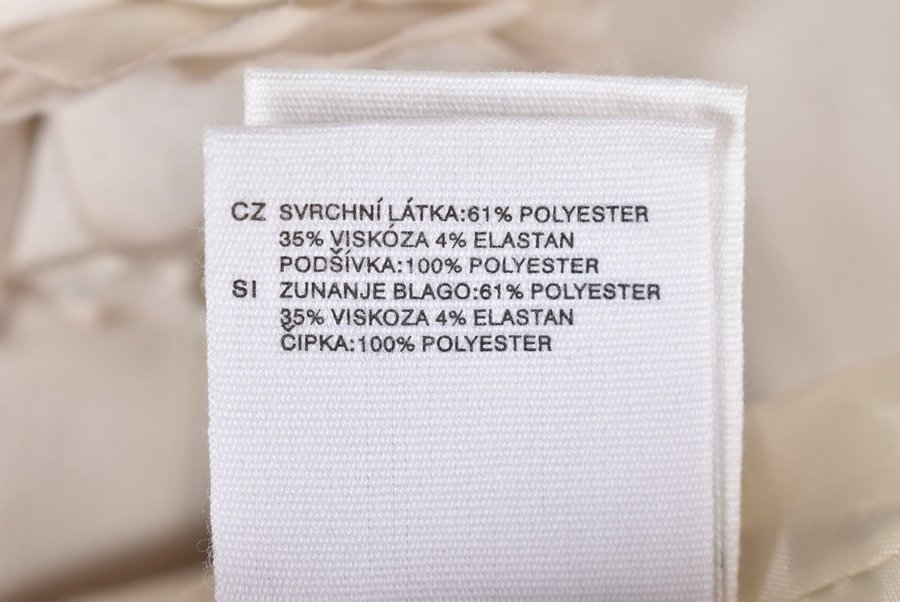 CZ SVRCHNÍ LÁTKA:61% POLYESTER
35% VISKÓZA 4% ELASTAN
PODŠÍVKA:100% POLYESTER
SI ZUNANJE BLAGO:61% POLYESTER
35% VISKOZA 4% ELASTAN
ČIPKA:100% POLYESTER